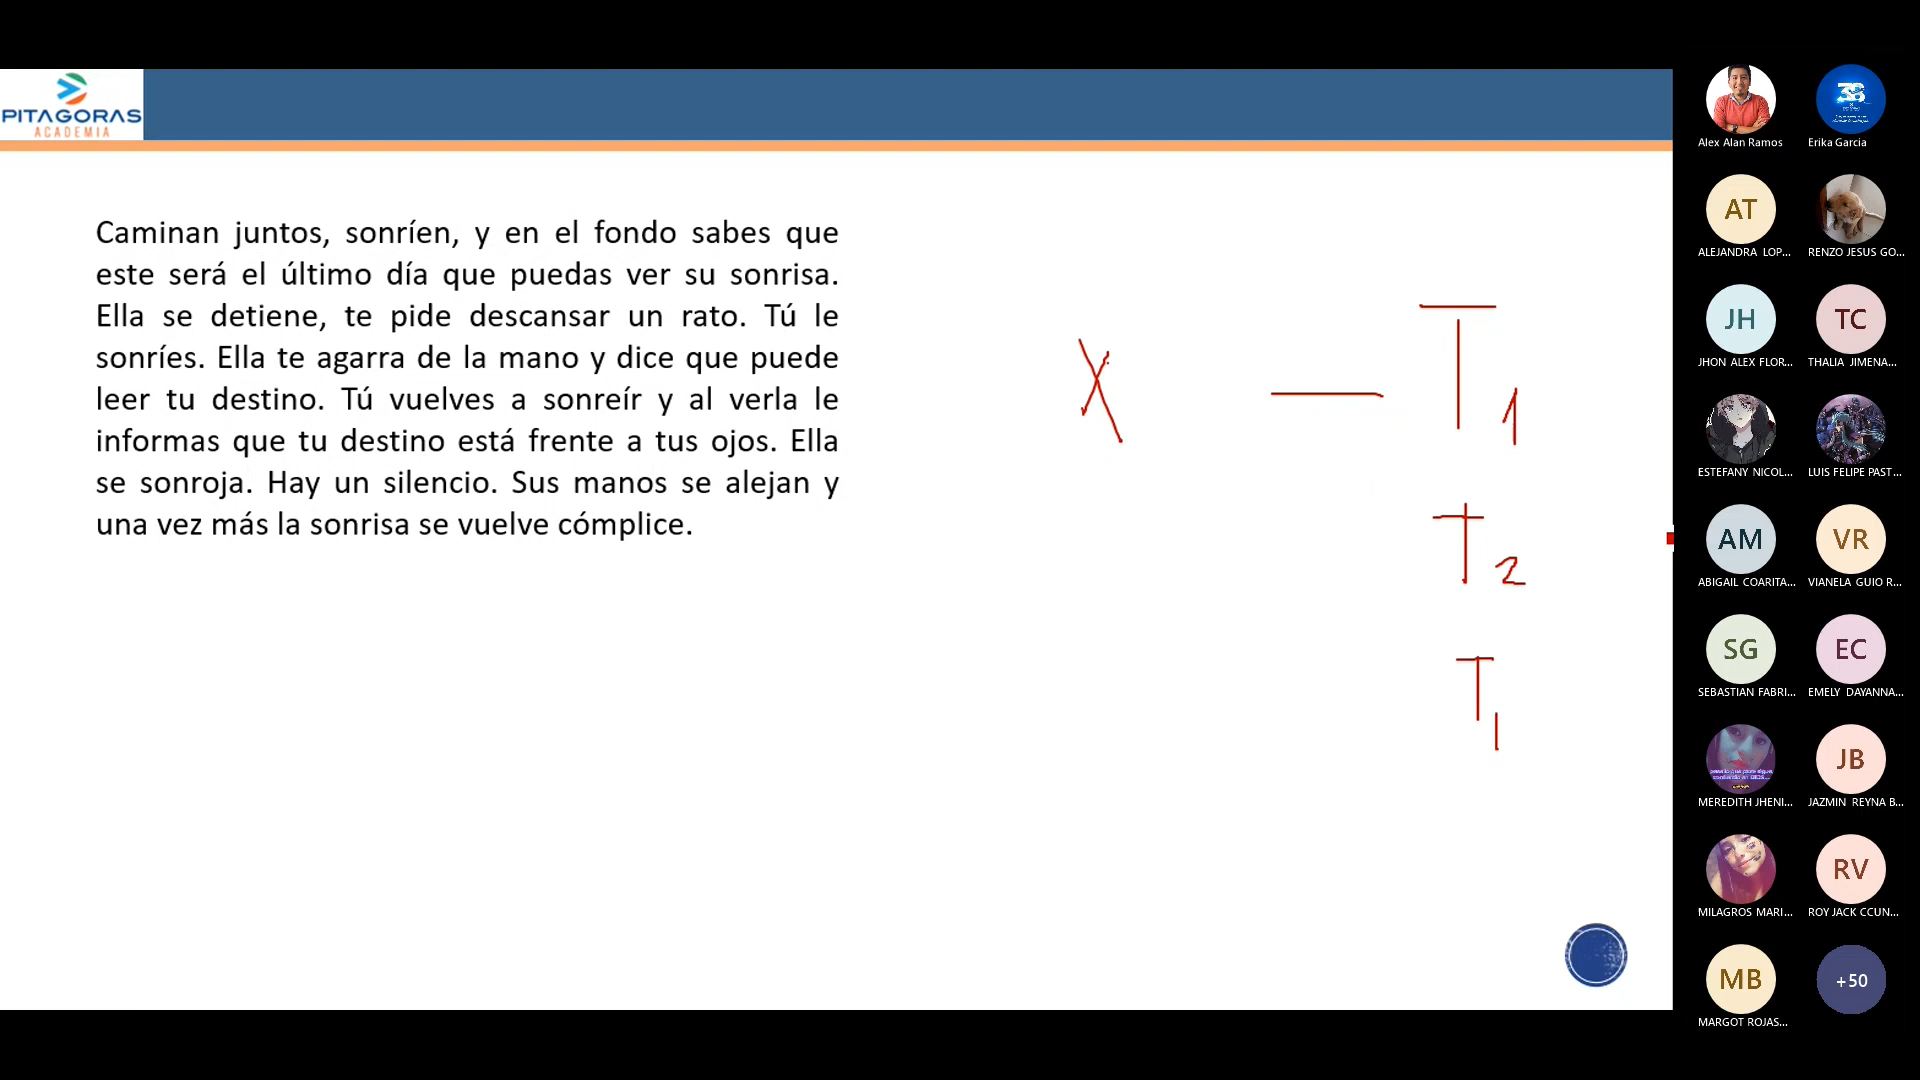 PITAGORAS
ACADEMIA
Caminan juntos, sonríen, y en el fondo sabes que
este será el último día que puedas ver su sonrisa.
Ella se detiene, te pide descansar un rato. Tú le
sonríes. Ella te agarra de la mano y dice que puede
leer tu destino. Tú vuelves a sonreír y al verla le
informas que tu destino está frente a tus ojos. Ella
se sonroja. Hay un silencio. Sus manos se alejan y
una vez más la sonrisa se vuelve cómplice.
X — T1
T2
T1
Alex Alan Ramos
Erika Garcia
AT
ALEJANDRA LOP...
RENZO JESUS GO...
JH
TC
JHON ALEX FLOR...
THALIA JIMENA...
ESTEFANY NICOL...
LUIS FELIPE PAST...
AM
VR
ABIGAIL COARITA...
VIANELA GUIO R...
SG
EC
SEBASTIAN FABRI...
EMELY DAYANNA...
JB
MEREDITH JHENI...
JAZMIN REYNA B...
RV
MILAGROS MARI...
ROY JACK CCUN...
MB
+50
MARGOT ROJAS...